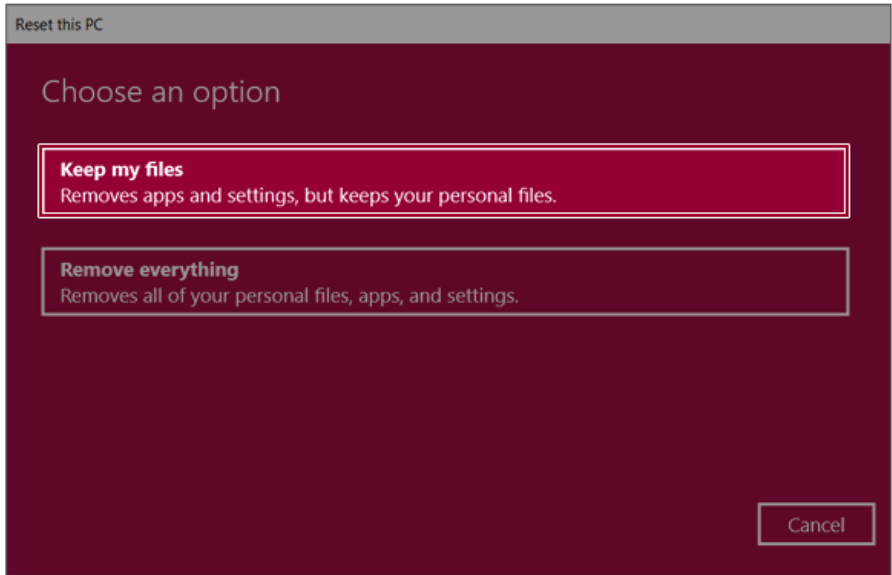 Reset this PC
Choose an option
Keep my files
Removes apps and settings, but keeps your personal files.
Remove everything
Removes all of your personal files, apps, and settings.
Cancel